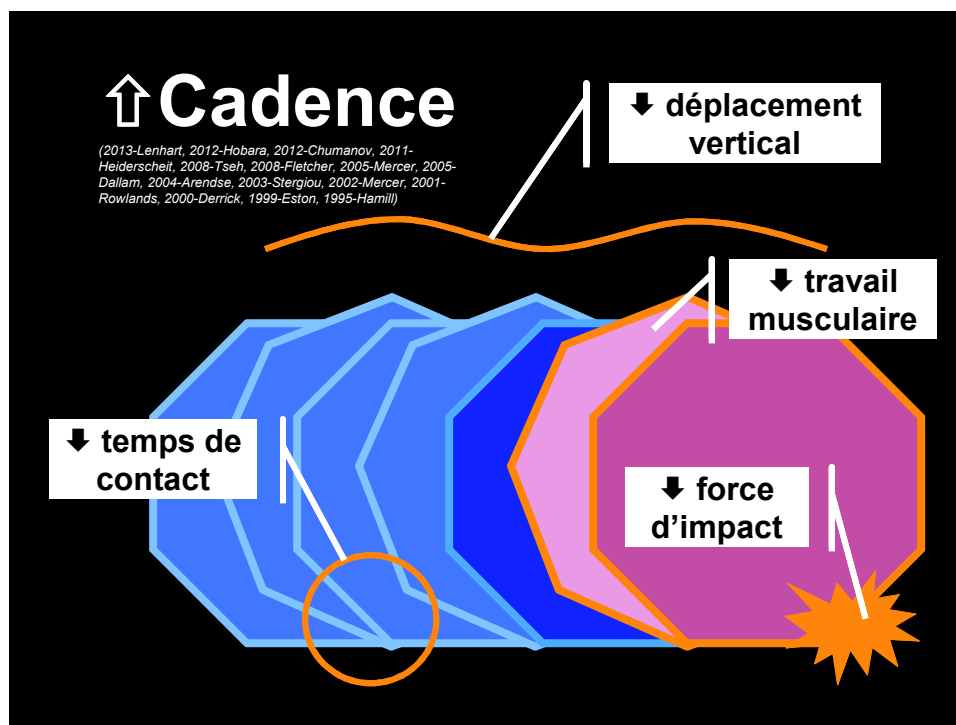 ⇧Cadence
(2013-Lenhart, 2012-Hobara, 2012-Chumanov, 2011-
Heiderscheit, 2008-Tseh, 2008-Fletcher, 2005-Mercer, 2005-
Dallam, 2004-Arendse, 2003-Stergiou, 2002-Mercer, 2001-
Rowlands, 2000-Derrick, 1999-Eston, 1995-Hamill)
🡇 déplacement
vertical
🡇 travail
musculaire
🡇 temps de
contact
🡇 force
d’impact